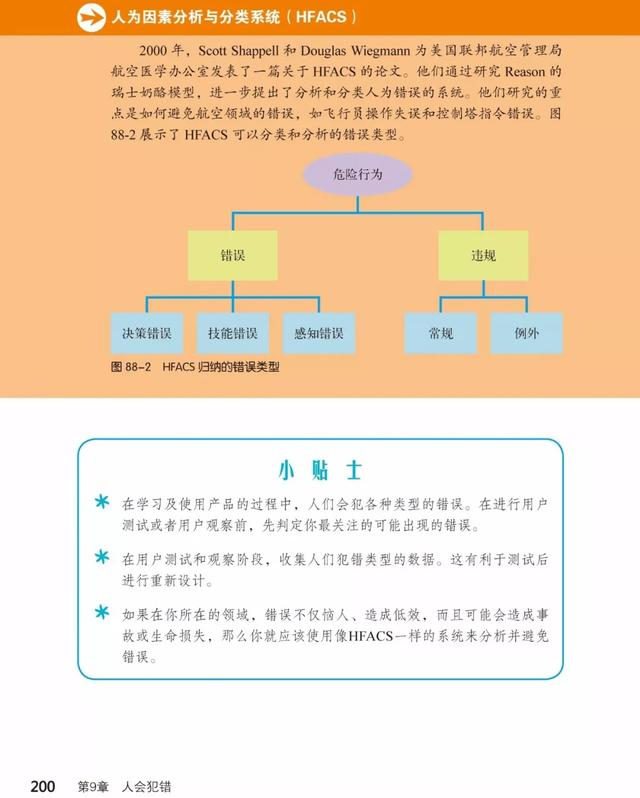 人为因素分析与分类系统（HFACS）
2000 年，Scott Shappell 和 Douglas Wiegmann 为美国联邦航空管理局
航空医学办公室发表了一篇关于 HFACS 的论文。他们通过研究 Reason 的
瑞士奶酪模型，进一步提出了分析和分类人为错误的系统。他们研究的重
点是如何避免航空领域的错误，如飞行员操作失误和控制塔指令错误。图
88-2 展示了 HFACS 可以分类和分析的错误类型。
危险行为
错误
违规
决策错误
技能错误
感知错误
常规
例外
图 88-2 HFACS 归纳的错误类型
小贴士
在学习及使用产品的过程中，人们会犯各种类型的错误。在进行用户
测试或者用户观察前，先判定你最关注的可能出现的错误。
在用户测试和观察阶段，收集人们犯错类型的数据。这有利于测试后
进行重新设计。
如果在你所在的领域，错误不仅恼人、造成低效，而且可能会造成事
故或生命损失，那么你就应该使用像HFACS一样的系统来分析并避免
错误。
200 第9章 人会犯错